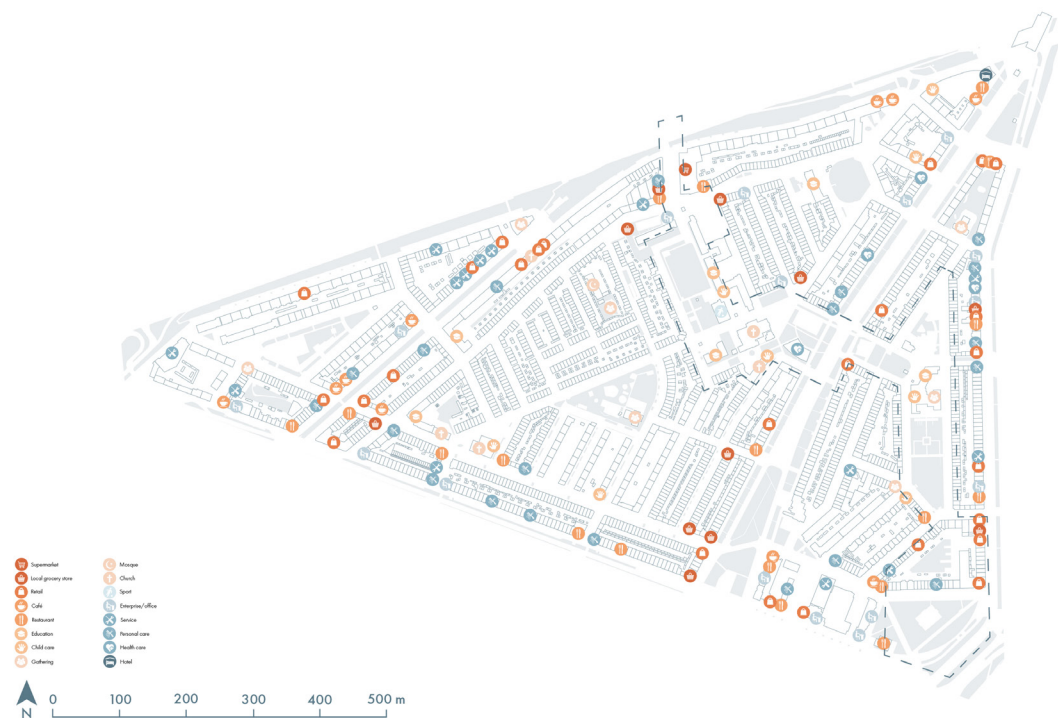 Supermarket
Local grocery store
Retail
Café
Restaurant
Education
Child care
Gathering
Mosque
Church
Sport
Enterprise/office
Service
Personal care
Health care
Hotel
N
0 100 200 300 400 500 m